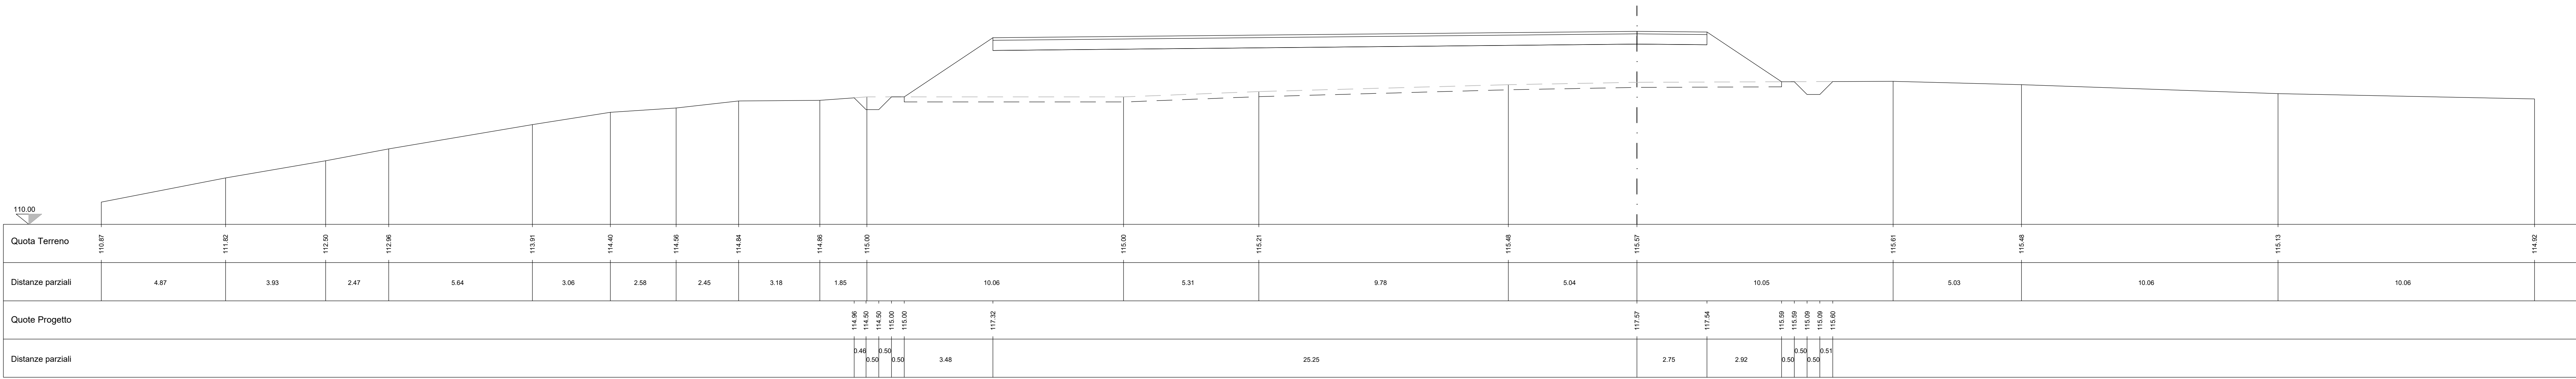 110.00
Quota Terreno 110.87 111.82 112.50 112.96 113.91 114.40 114.56 114.84 114.86 115.00 115.00 115.21 115.48 115.57 115.61 115.48 115.13 114.92
Distanze parziali 4.87 3.93 2.47 5.64 3.06 2.58 2.45 3.18 1.85 10.06 5.31 9.78 5.04 10.05 5.03 10.06 10.06
Quote Progetto 114.96 114.50 114.50 115.00 115.00 117.32 117.57 117.54 115.59 115.59 115.09 115.09 115.60
Distanze parziali 0.46 0.50 0.50 0.50 3.48 25.25 2.75 2.92 0.50 0.50 0.50 0.51